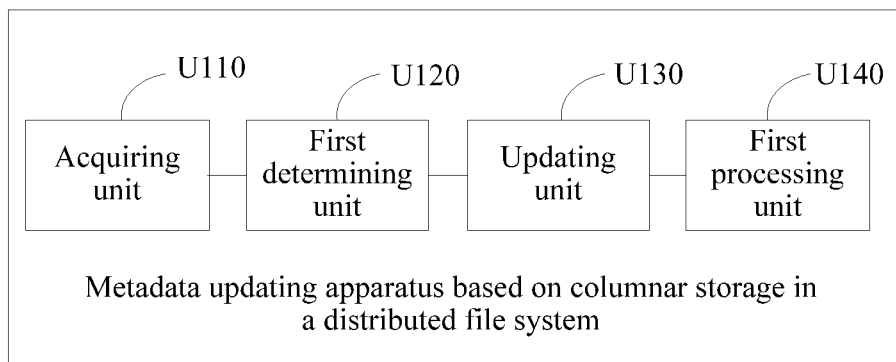 U110
U120
U130
U140
Acquiring
unit
First
determining
unit
Updating
unit
First
processing
unit
Metadata updating apparatus based on columnar storage in
a distributed file system